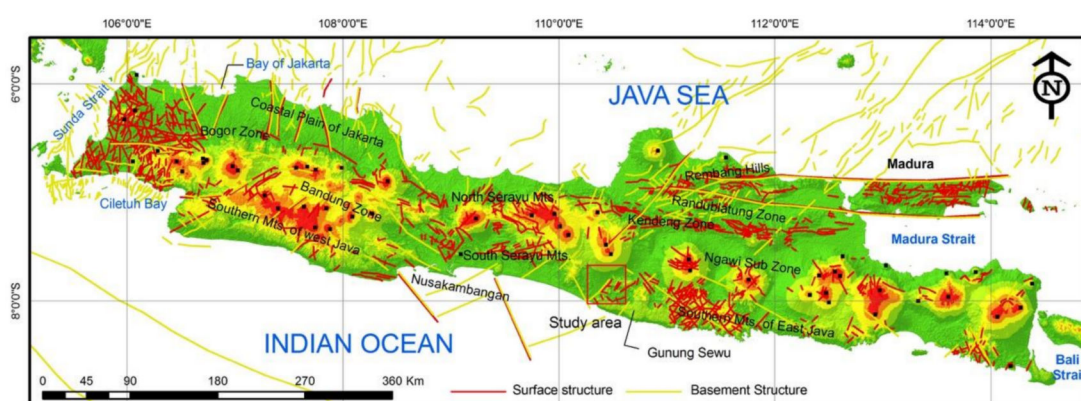 106°0'0"E 108°0'0"E 110°0'0"E 112°0'0"E 114°0'0"E
Bay of Jakarta
6°0'0"S
Sunda Strait
Coastal Plain of Jakarta
JAVA SEA
N
Bogor Zone
Rembang Hills
Madura
Bandung Zone
North Serayu Mts.
Randublatung Zone
Ciletuh Bay
Southern Mts. of west Java
Kendeng Zone
Madura Strait
South Serayu Mts.
Ngawi Sub Zone
Nusakambangan
8°0'0"S
Study area
Southern Mts. of East Java
INDIAN OCEAN
Gunung Sewu
Bali
Strait
0 45 90 180 270 360 Km
Surface structure
Basement Structure